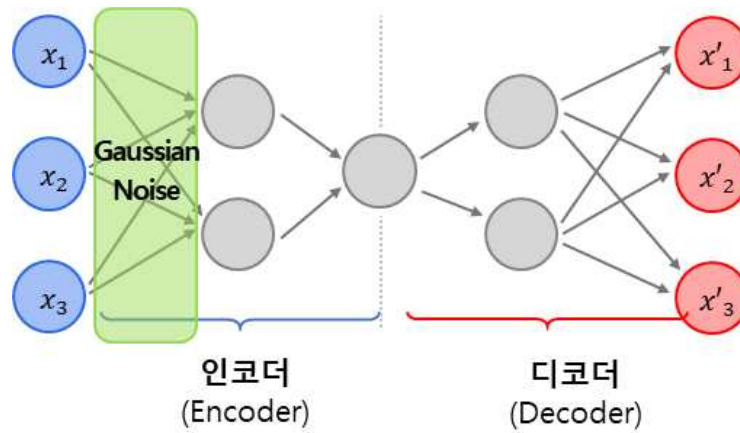 x₁
x₂
x₃
Gaussian
Noise
x'₁
x'₂
x'₃
인코더
(Encoder)
디코더
(Decoder)